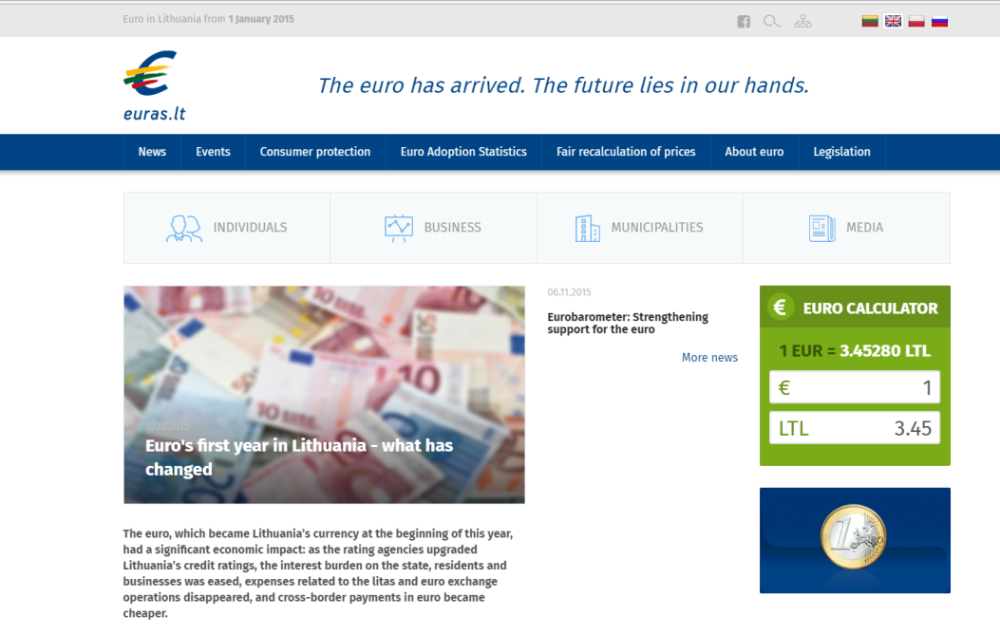 Euro in Lithuania from 1 January 2015
euras.lt
The euro has arrived. The future lies in our hands.
News Events Consumer protection Euro Adoption Statistics Fair recalculation of prices About euro Legislation
INDIVIDUALS BUSINESS MUNICIPALITIES MEDIA
22.12.2015
Euro's first year in Lithuania - what has
changed
The euro, which became Lithuania's currency at the beginning of this year,
had a significant economic impact: as the rating agencies upgraded
Lithuania's credit ratings, the interest burden on the state, residents and
businesses was eased, expenses related to the litas and euro exchange
operations disappeared, and cross-border payments in euro became
cheaper.
06.11.2015
Eurobarometer: Strengthening
support for the euro
More news
€ EURO CALCULATOR
1 EUR = 3.45280 LTL
€ 1
LTL 3.45
1 EURO